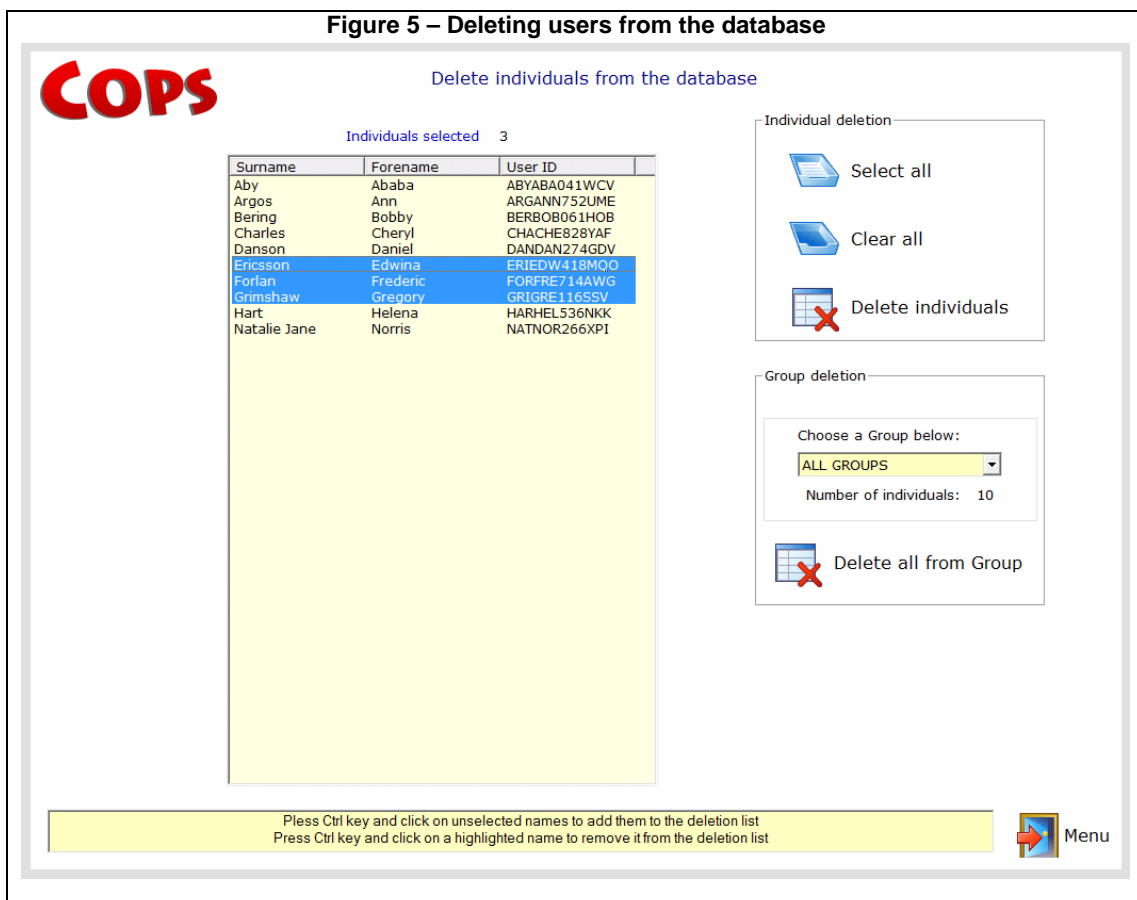 Figure 5 – Deleting users from the database
COPS
Delete individuals from the database
Individuals selected 3
Surname Forename User ID
Aby Ababa ABYABA041WCV
Argos Ann ARGANN752UME
Bering Bobby BERBOB061HOB
Charles Cheryl CHACHE828YAF
Danson Daniel DANDAN274GDV
Ericsson Edwina ERIEDW418MQO
Forlan Frederic FORFRE714AWG
Grimshaw Gregory GRIGRE116SSV
Hart Helena HARHEL536NKK
Natalie Jane Norris NATNOR266XPI
Individual deletion
Select all
Clear all
Delete individuals
Group deletion
Choose a Group below:
ALL GROUPS
Number of individuals: 10
Delete all from Group
Pless Ctrl key and click on unselected names to add them to the deletion list
Press Ctrl key and click on a highlighted name to remove it from the deletion list
Menu